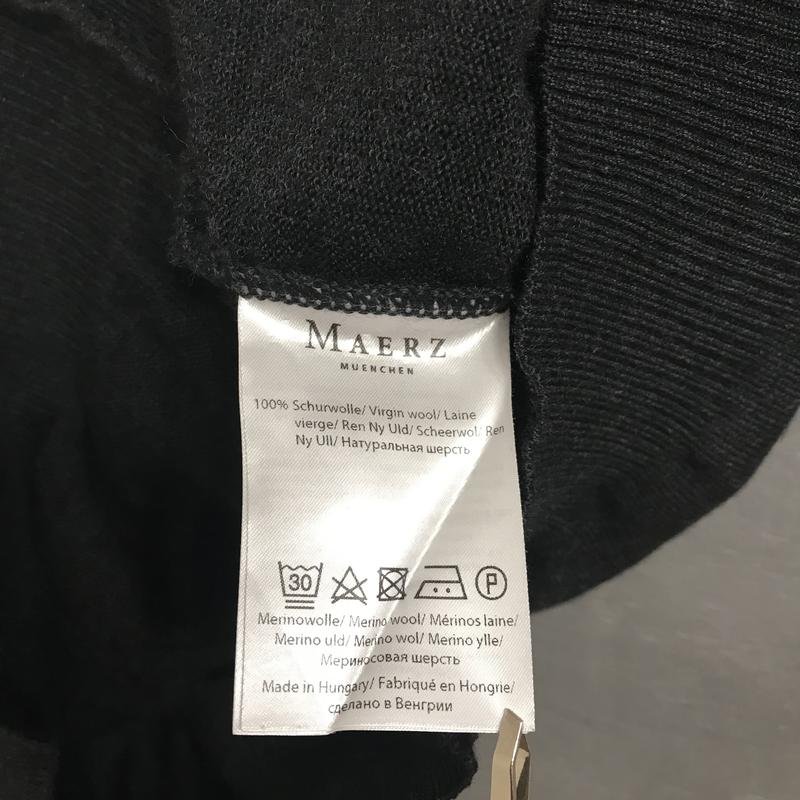 MAERZ
MUENCHEN
100% Schurwolle/ Virgin wool/ Laine
vierge/ Ren Ny Uld/ Scheerwol/ Ren
Ny Ull/ Натуральная шерсть
30 P
Merinowolle/ Merino wool/ Mérinos laine/
Merino uld/ Merino wol/ Merino ylle/
Мериносовая шерсть
Made in Hungary/ Fabriqué en Hongrie/
сделано в Венгрии